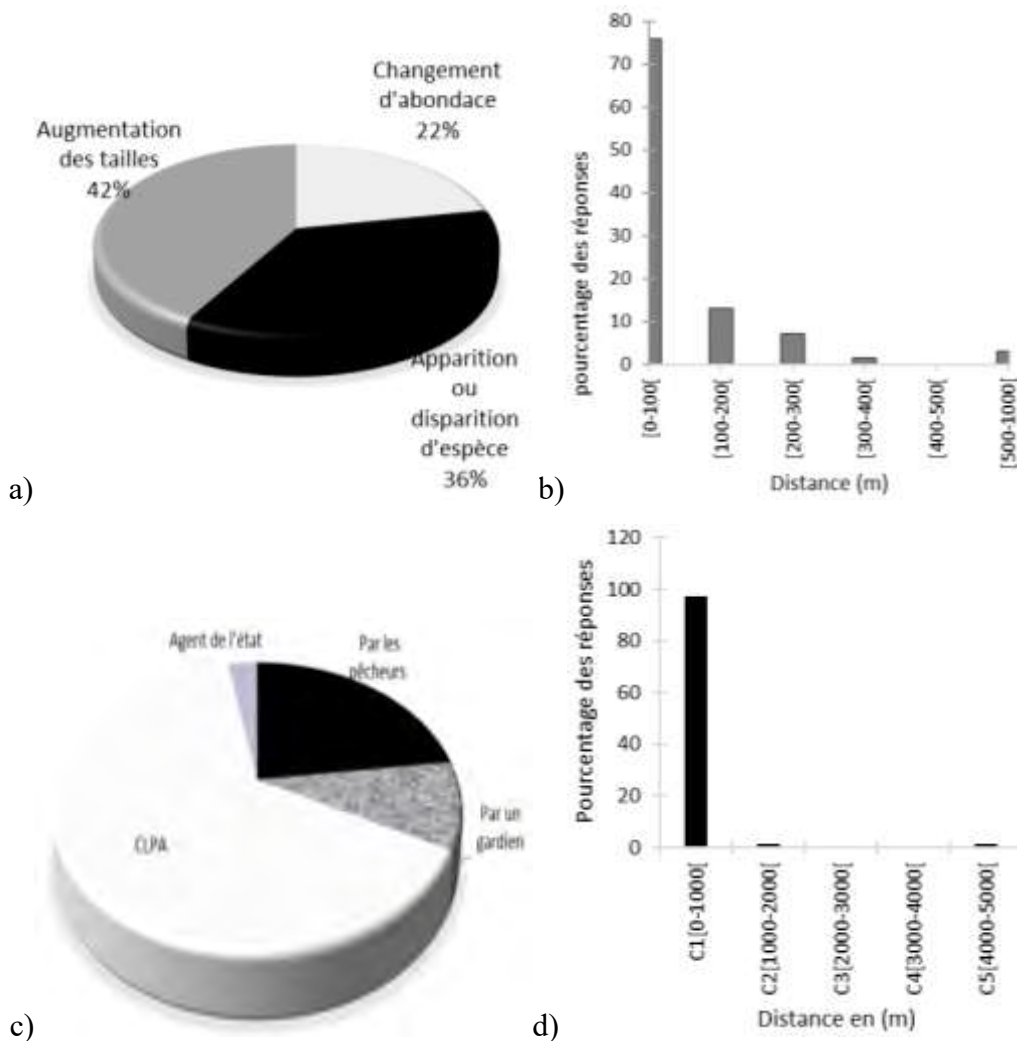 Changement
d'abondace
22%
Augmentation
des tailles
42%
Apparition
ou
disparition
d'espèce
36%
a)
pourcentage des réponses
80
70
60
50
40
30
20
10
0
[0-100[
[100-200[
[200-300[
[300-400[
[400-500[
[500-1000]
Distance (m)
b)
Agent de l'état
Par les
pêcheurs
Par un
gardien
CLPA
c)
Pourcentage des réponses
120
100
80
60
40
20
0
C1[0-1000[
C2[1000-2000[
C3[2000-3000[
C4[3000-4000[
C5[4000-5000[
Distance en (m)
d)